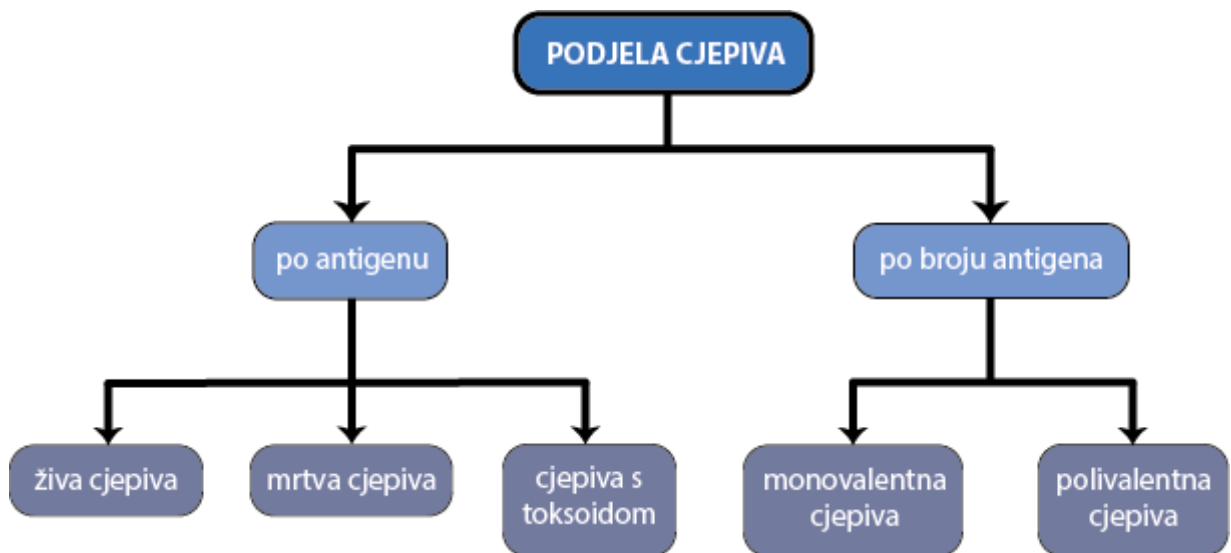 PODJELA CJEPIVA
po antigenu
po broju antigena
živa cjepiva
mrtva cjepiva
cjepiva s
toksoidom
monovalentna
cjepiva
polivalentna
cjepiva